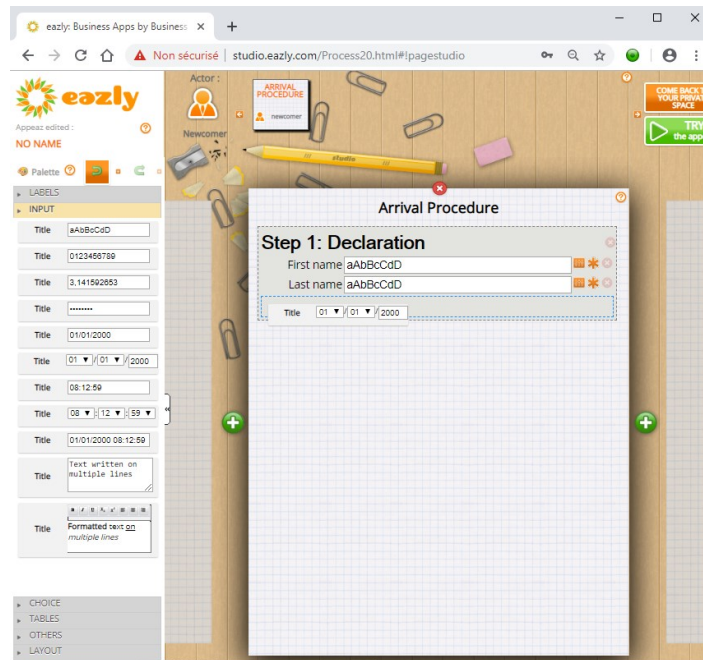 eazly: Business Apps by Business
Non sécurisé
studio.eazly.com/Process20.html#!pagestudio
eazly
Appeaz edited :
NO NAME
Palette
LABELS
INPUT
Title aAbBcCdD
Title 0123456789
Title 3,141592653
Title ••••••••
Title 01/01/2000
Title 01 / 01 / 2000
Title 08:12:59
Title 08 : 12 : 59
Title 01/01/2000 08:12:59
Title Text written on
multiple lines
Title Formatted text on
multiple lines
CHOICE
TABLES
OTHERS
LAYOUT
Actor :
Newcomer
ARRIVAL
PROCEDURE
newcomer
studio
COME BACK T
YOUR PRIVA
SPACE
TRY
the app
Arrival Procedure
Step 1: Declaration
First name aAbBcCdD
Last name aAbBcCdD
Title 01 / 01 / 2000